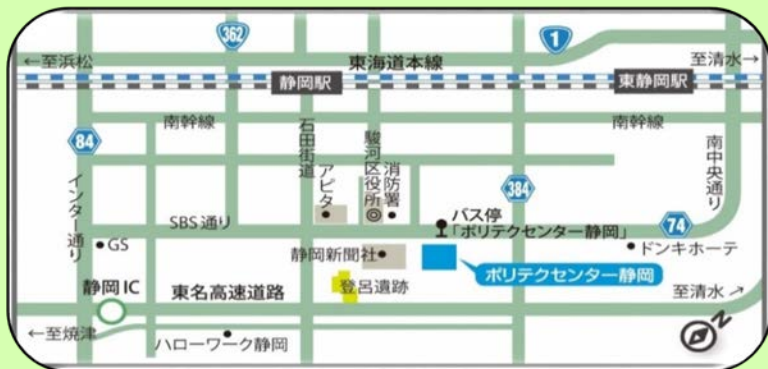 362
1
←至浜松
東海道本線
至清水→
静岡駅
東静岡駅
南幹線
南幹線
84
石田街道
アピタ
駿河区役所
消防署
南中央通り
インター通り
384
SBS通り
バス停
「ポリテクセンター静岡」
74
GS
静岡新聞社
ドンキホーテ
ポリテクセンター静岡
静岡IC
東名高速道路
登呂遺跡
至清水↗
←至焼津
ハローワーク静岡
N